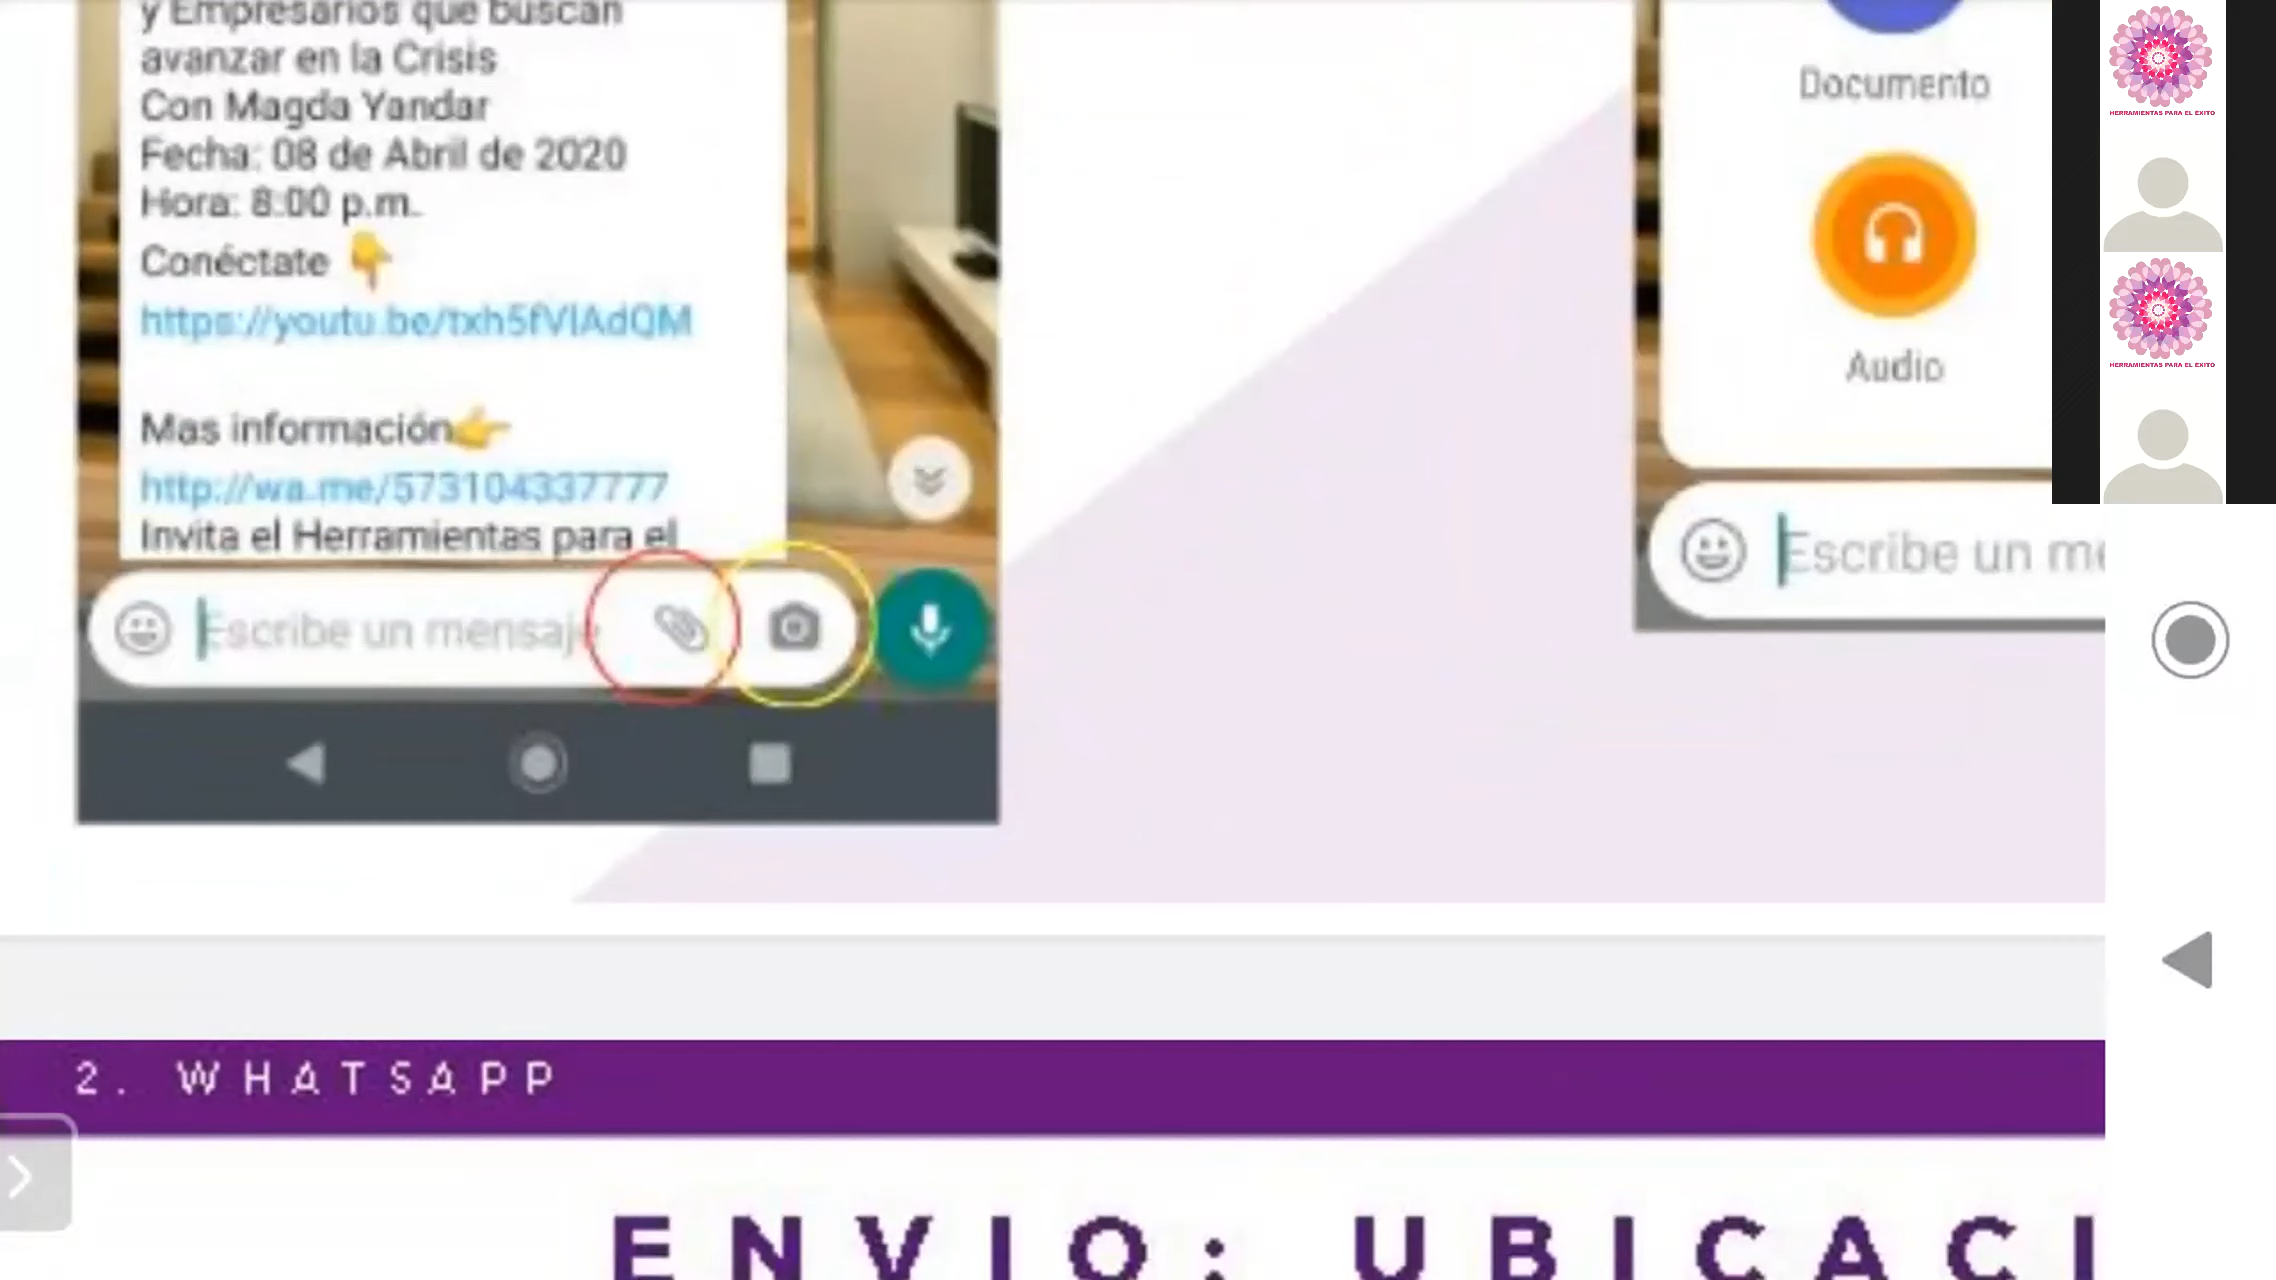 y Empresarios que buscan
avanzar en la Crisis
Con Magda Yandar
Fecha: 08 de Abril de 2020
Hora: 8:00 p.m.
Conéctate 👇
https://youtu.be/txh5fVlAdQM
Mas información👉
http://wa.me/573104337777
Invita el Herramientas para el
Escribe un mensaje
Documento
Audio
Escribe un me
HERRAMIENTAS PARA EL EXITO
HERRAMIENTAS PARA EL EXITO
2. WHATSAPP
ENVIO: UBICACI